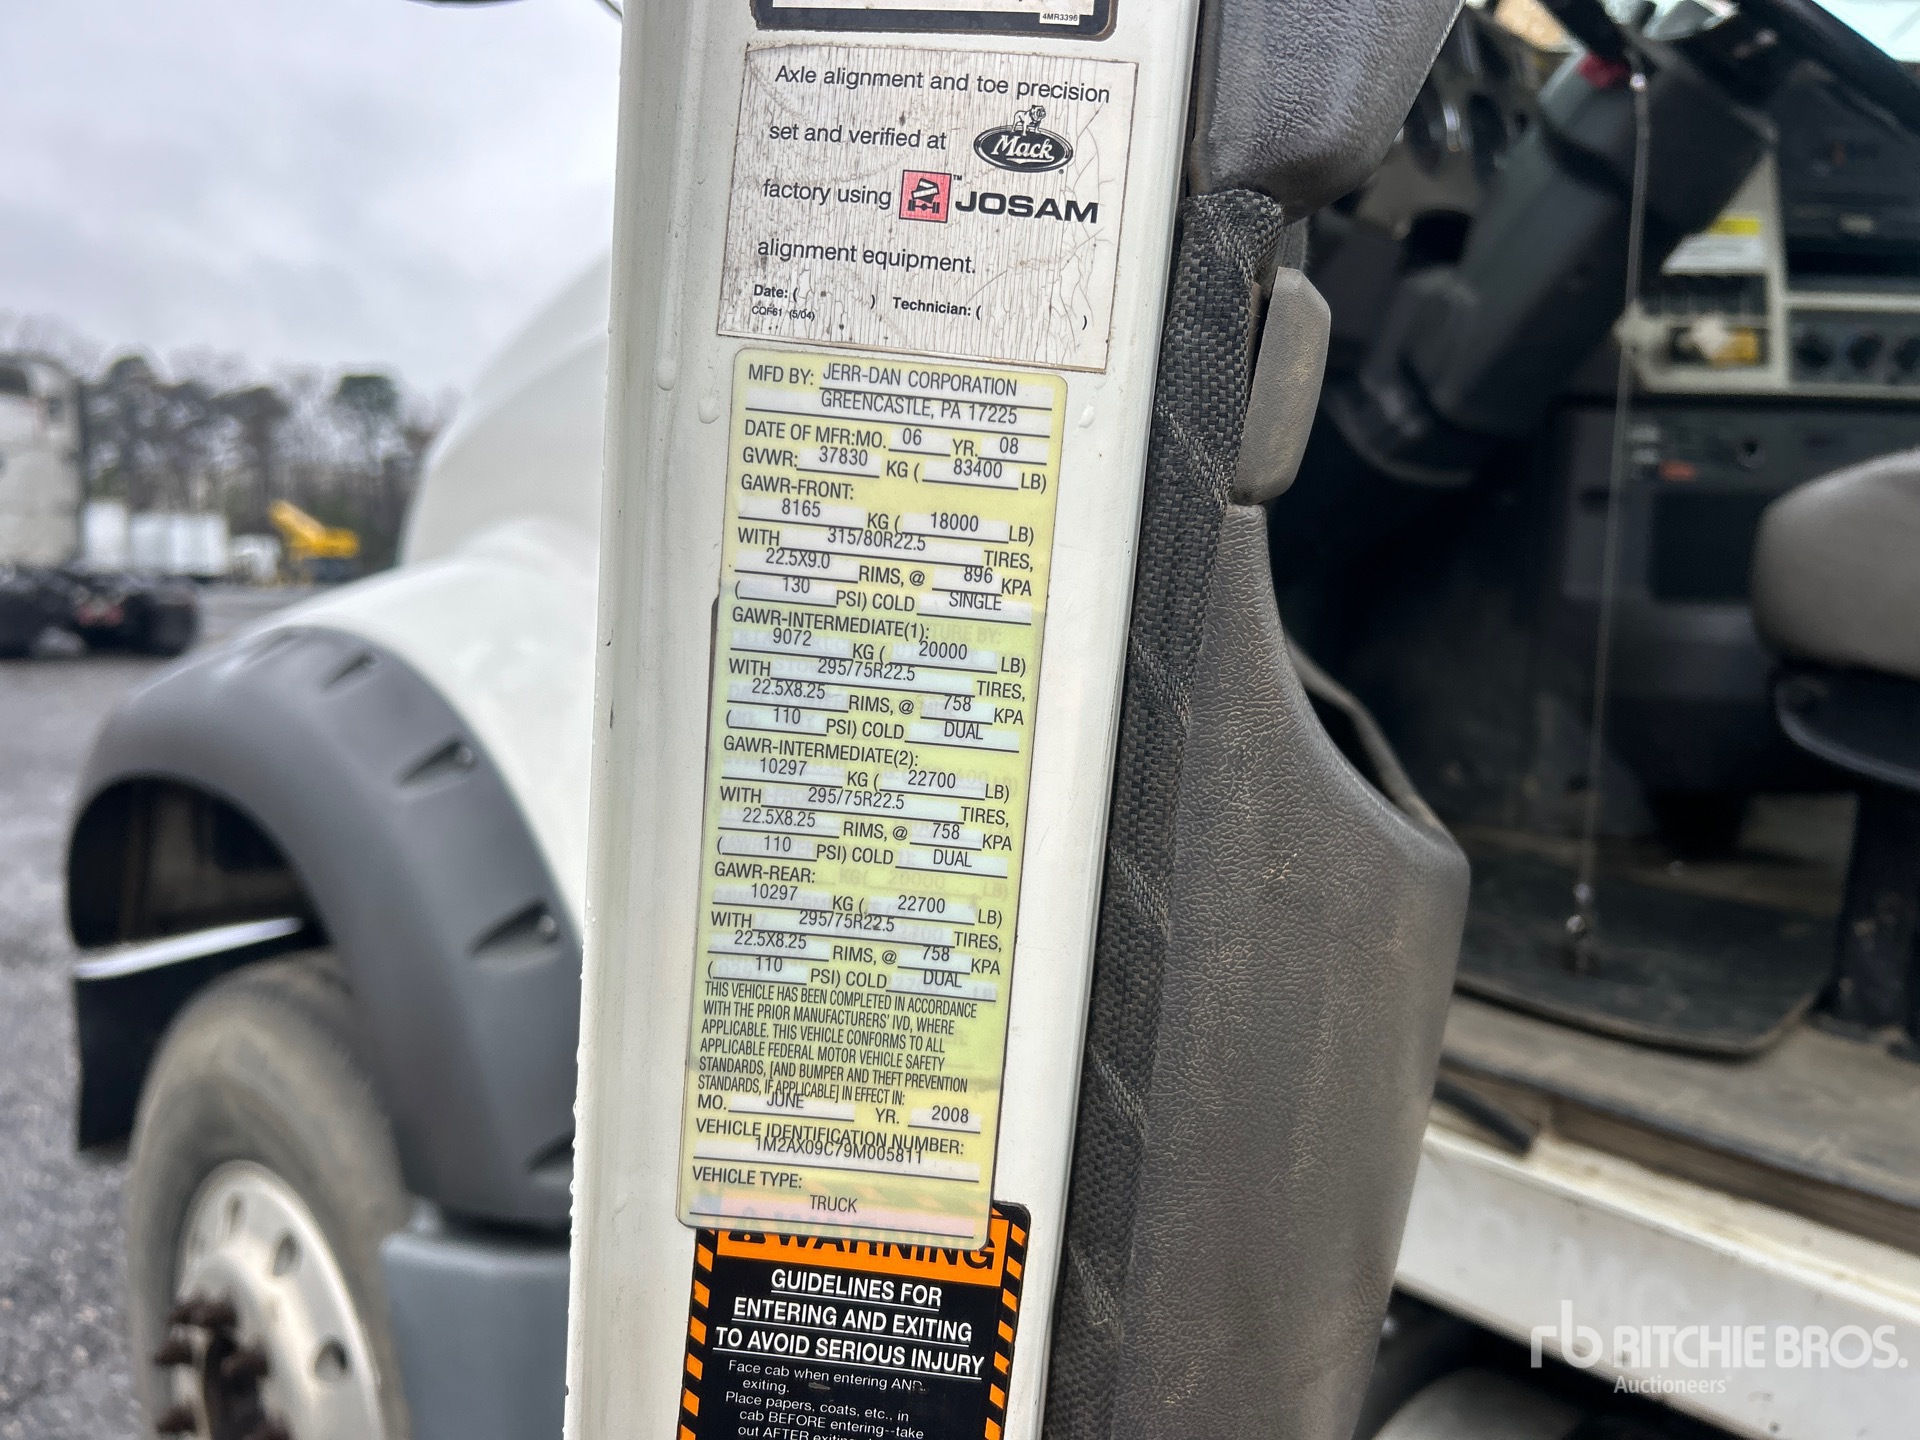 4MR3396
Axle alignment and toe precision
set and verified at Mack
factory using JOSAM™
alignment equipment.
Date: ( ) Technician: ( )
CQF61 (5/04)
MFD BY: JERR-DAN CORPORATION
GREENCASTLE, PA 17225
DATE OF MFR:MO. 06 YR. 08
GVWR: 37830 KG ( 83400 LB)
GAWR-FRONT:
8165 KG ( 18000 LB)
WITH 315/80R22.5 TIRES,
22.5X9.0 RIMS, @ 896 KPA
( 130 PSI) COLD SINGLE
GAWR-INTERMEDIATE(1):
9072 KG ( 20000 LB)
WITH 295/75R22.5 TIRES,
22.5X8.25 RIMS, @ 758 KPA
( 110 PSI) COLD DUAL
GAWR-INTERMEDIATE(2):
10297 KG ( 22700 LB)
WITH 295/75R22.5 TIRES,
22.5X8.25 RIMS, @ 758 KPA
( 110 PSI) COLD DUAL
GAWR-REAR:
10297 KG ( 22700 LB)
WITH 295/75R22.5 TIRES,
22.5X8.25 RIMS, @ 758 KPA
( 110 PSI) COLD DUAL
THIS VEHICLE HAS BEEN COMPLETED IN ACCORDANCE
WITH THE PRIOR MANUFACTURERS' IVD, WHERE
APPLICABLE. THIS VEHICLE CONFORMS TO ALL
APPLICABLE FEDERAL MOTOR VEHICLE SAFETY
STANDARDS, [AND BUMPER AND THEFT PREVENTION
STANDARDS, IF APPLICABLE] IN EFFECT IN:
MO. JUNE YR. 2008
VEHICLE IDENTIFICATION NUMBER:
1M2AX09C79M005811
VEHICLE TYPE:
TRUCK
WARNING
GUIDELINES FOR
ENTERING AND EXITING
TO AVOID SERIOUS INJURY
Face cab when entering AND
exiting.
Place papers, coats, etc., in
cab BEFORE entering--take
out AFTER exiting
rb RITCHIE BROS.
Auctioneers